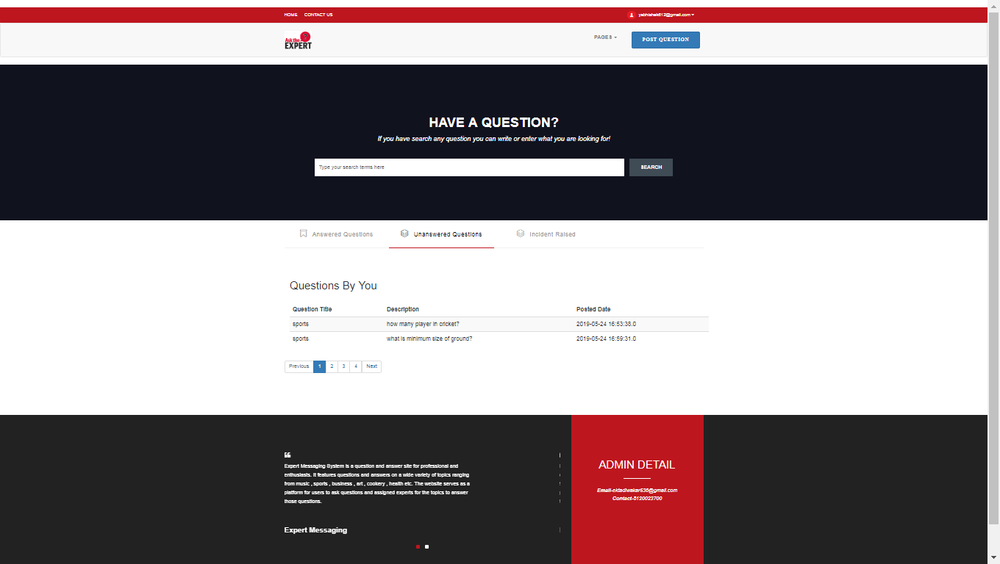 HOME CONTACT US yabhishek612@gmail.com
Ask the ?
EXPERT
PAGES POST QUESTION
HAVE A QUESTION?
If you have search any question you can write or enter what you are looking for!
Type your search terms here SEARCH
Answered Questions Unanswered Questions Incident Raised
Questions By You
Question Title Description Posted Date
sports how many player in cricket? 2019-05-24 16:53:38.0
sports what is minimum size of ground? 2019-05-24 16:59:31.0
Previous 1 2 3 4 Next
Expert Messaging System is a question and answer site for professional and
enthusiasts. It features questions and answers on a wide variety of topics ranging
from music , sports , business , art , cookery , health etc. The website serves as a
platform for users to ask questions and assigned experts for the topics to answer
those questions.
Expert Messaging
ADMIN DETAIL
Email-ektadiwakar636@gmail.com
Contact-8120023700